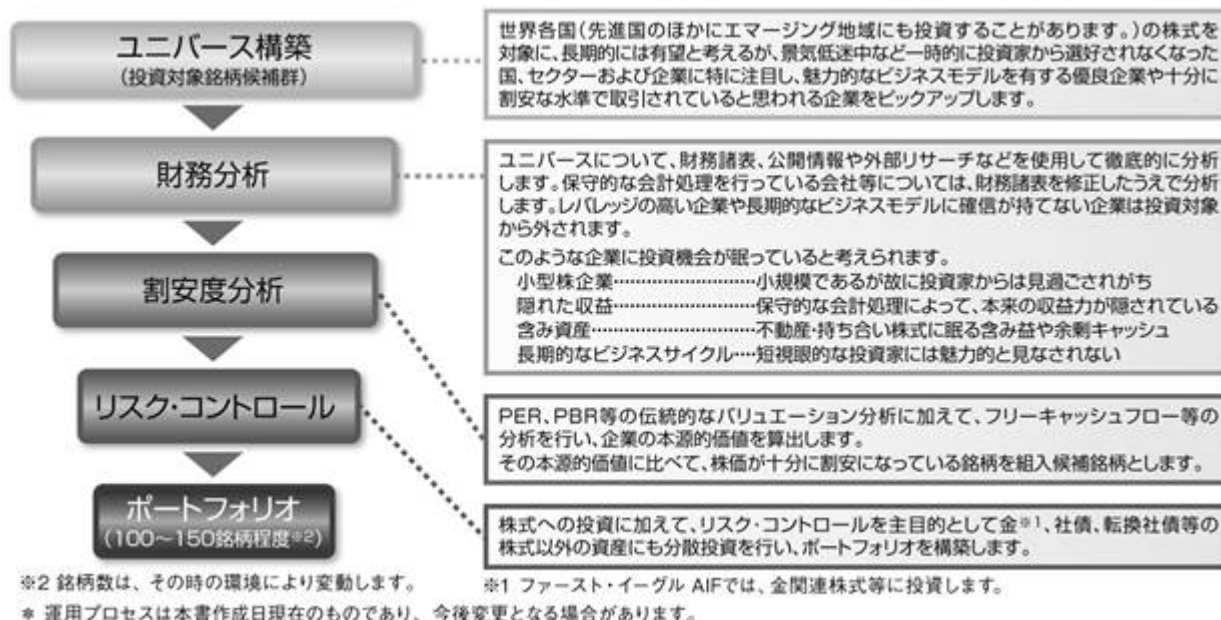 ユニバース構築
(投資対象銘柄候補群)
世界各国(先進国のほかにエマージング地域にも投資することがあります。)の株式を
対象に、長期的には有望と考えるが、景気低迷中など一時的に投資家から選好されなくなった
国、セクターおよび企業に特に注目し、魅力的なビジネスモデルを有する優良企業や十分に
割安な水準で取引されていると思われる企業をピックアップします。
財務分析
ユニバースについて、財務諸表、公開情報や外部リサーチなどを使用して徹底的に分析
します。保守的な会計処理を行っている会社等については、財務諸表を修正したうえで分析
します。レバレッジの高い企業や長期的なビジネスモデルに確信が持てない企業は投資対象
から外されます。
このような企業に投資機会が眠っていると考えられます。
小型株企業…………………………小規模であるが故に投資家からは見過ごされがち
隠れた収益…………………………保守的な会計処理によって、本来の収益力が隠されている
含み資産……………………………不動産・持ち合い株式に眠る含み益や余剰キャッシュ
長期的なビジネスサイクル‥‥短視眼的な投資家には魅力的と見なされない
割安度分析
PER、PBR等の伝統的なバリュエーション分析に加えて、フリーキャッシュフロー等の
分析を行い、企業の本源的価値を算出します。
その本源的価値に比べて、株価が十分に割安になっている銘柄を組入候補銘柄とします。
リスク・コントロール
株式への投資に加えて、リスク・コントロールを主目的として金※1、社債、転換社債等の
株式以外の資産にも分散投資を行い、ポートフォリオを構築します。
ポートフォリオ
(100~150銘柄程度※2)
※2 銘柄数は、その時の環境により変動します。
※1 ファースト・イーグル AIFでは、金関連株式等に投資します。
* 運用プロセスは本書作成日現在のものであり、今後変更となる場合があります。